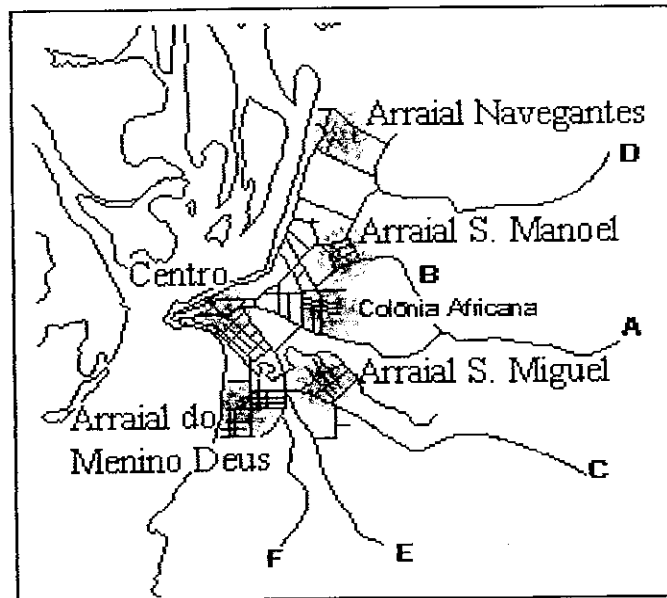 Arraial Navegantes
D
Arraial S. Manoel
Centro
B
Colônia Africana
A
Arraial S. Miguel
Arraial do
Menino Deus
C
F
E